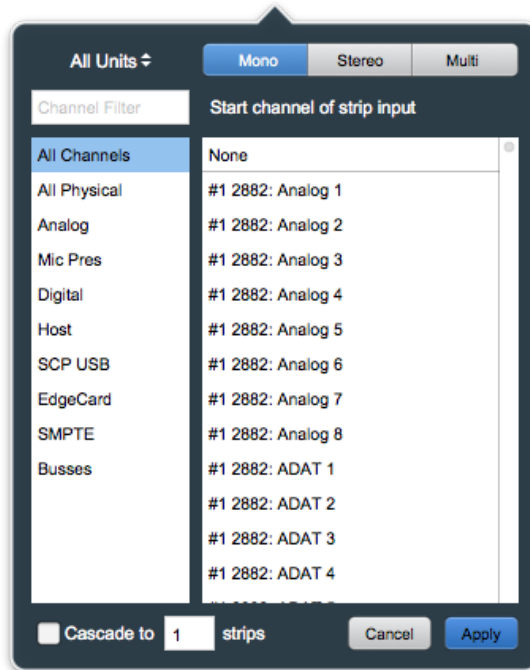 All Units
Mono Stereo Multi
Channel Filter
Start channel of strip input
All Channels
All Physical
Analog
Mic Pres
Digital
Host
SCP USB
EdgeCard
SMPTE
Busses
None
#1 2882: Analog 1
#1 2882: Analog 2
#1 2882: Analog 3
#1 2882: Analog 4
#1 2882: Analog 5
#1 2882: Analog 6
#1 2882: Analog 7
#1 2882: Analog 8
#1 2882: ADAT 1
#1 2882: ADAT 2
#1 2882: ADAT 3
#1 2882: ADAT 4
Cascade to 1 strips
Cancel Apply